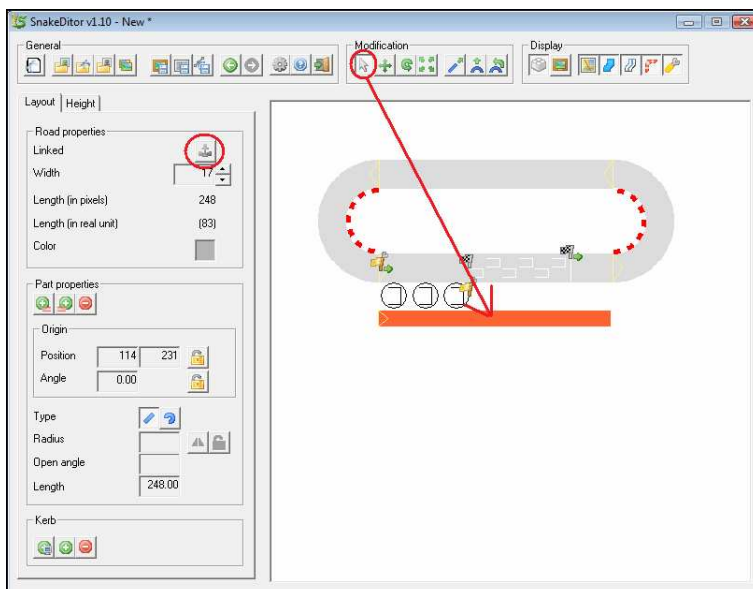 SnakeDitor v1.10 - New *
General
Modification
Display
Layout
Height
Road properties
Linked
Width 17
Length (in pixels) 248
Length (in real unit) (83)
Color
Part properties
Origin
Position 114 231
Angle 0.00
Type
Radius
Open angle
Length 248.00
Kerb